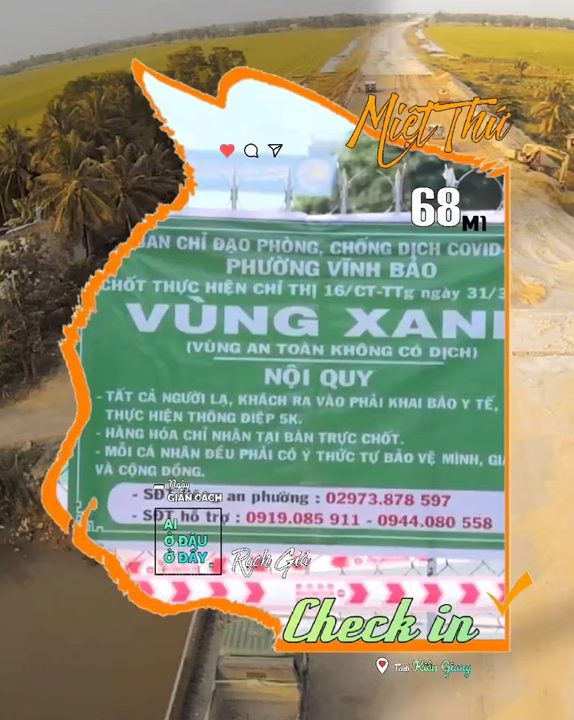 Miệt Thứ
68 M1
BAN CHỈ ĐẠO PHÒNG, CHỐNG DỊCH COVID-
PHƯỜNG VĨNH BẢO
CHỐT THỰC HIỆN CHỈ THỊ 16/CT-TTg ngày 31/3
VÙNG XANH
(VÙNG AN TOÀN KHÔNG CÓ DỊCH)
NỘI QUY
- TẤT CẢ NGƯỜI LẠ, KHÁCH RA VÀO PHẢI KHAI BÁO Y TẾ,
THỰC HIỆN THÔNG ĐIỆP 5K.
- HÀNG HÓA CHỈ NHẬN TẠI BÀN TRỰC CHỐT.
- MỖI CÁ NHÂN ĐỀU PHẢI CÓ Ý THỨC TỰ BẢO VỆ MÌNH, GIA
VÀ CỘNG ĐỒNG.
Ngày
GIÃN CÁCH
- SĐT an phường : 02973.878 597
- SĐT hỗ trợ : 0919.085 911 - 0944.080 558
AI
Ở ĐÂU
Ở ĐẤY
Rạch Giá
Check in
Tỉnh Kiên Giang